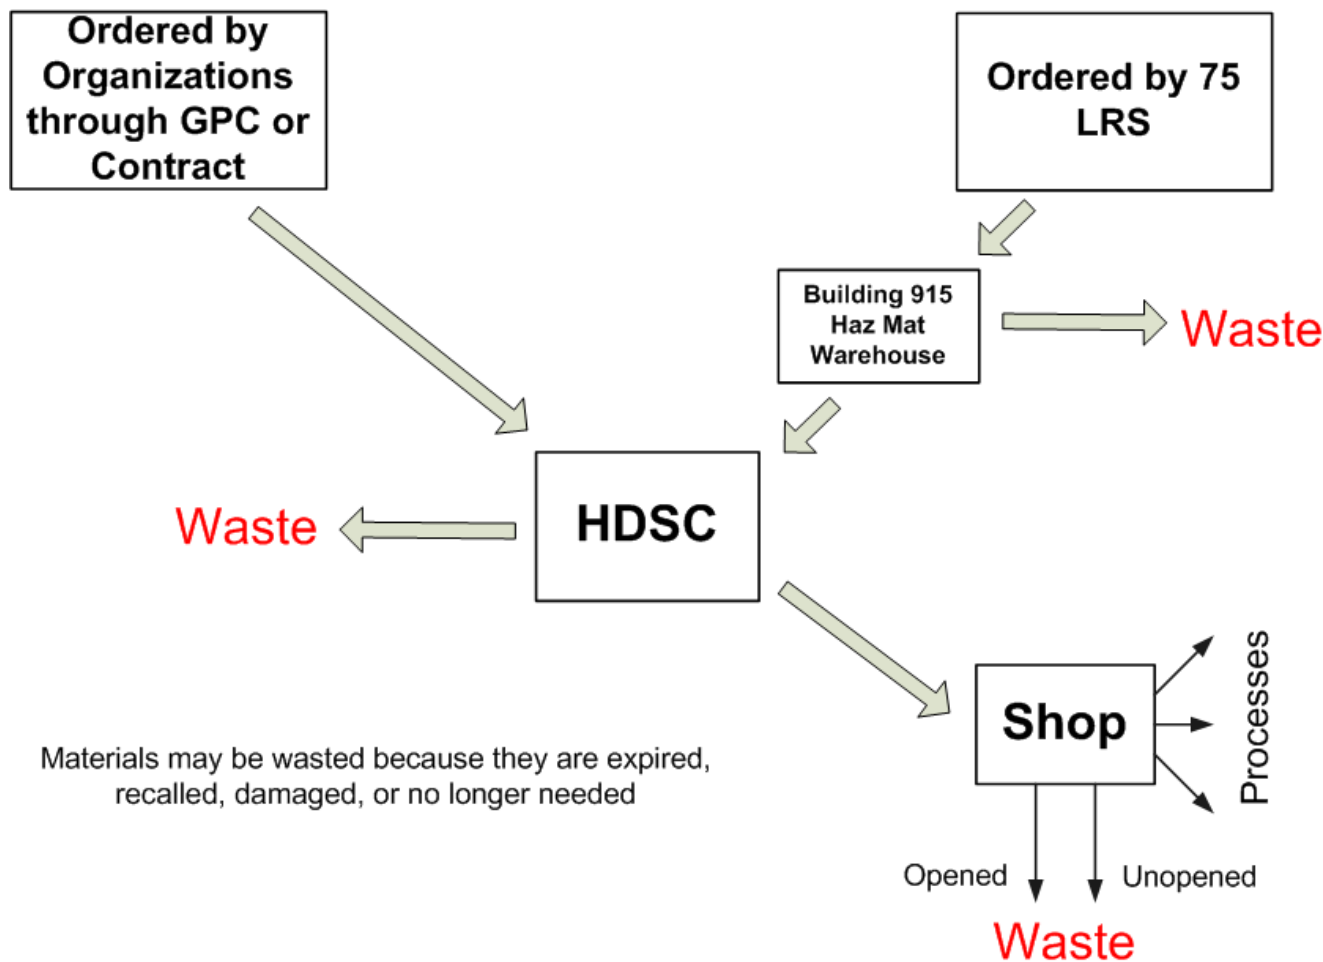 Ordered by
Organizations
through GPC or
Contract
Ordered by 75
LRS
Building 915
Haz Mat
Warehouse
Waste
HDSC
Waste
Shop
Processes
Materials may be wasted because they are expired,
recalled, damaged, or no longer needed
Opened
Unopened
Waste